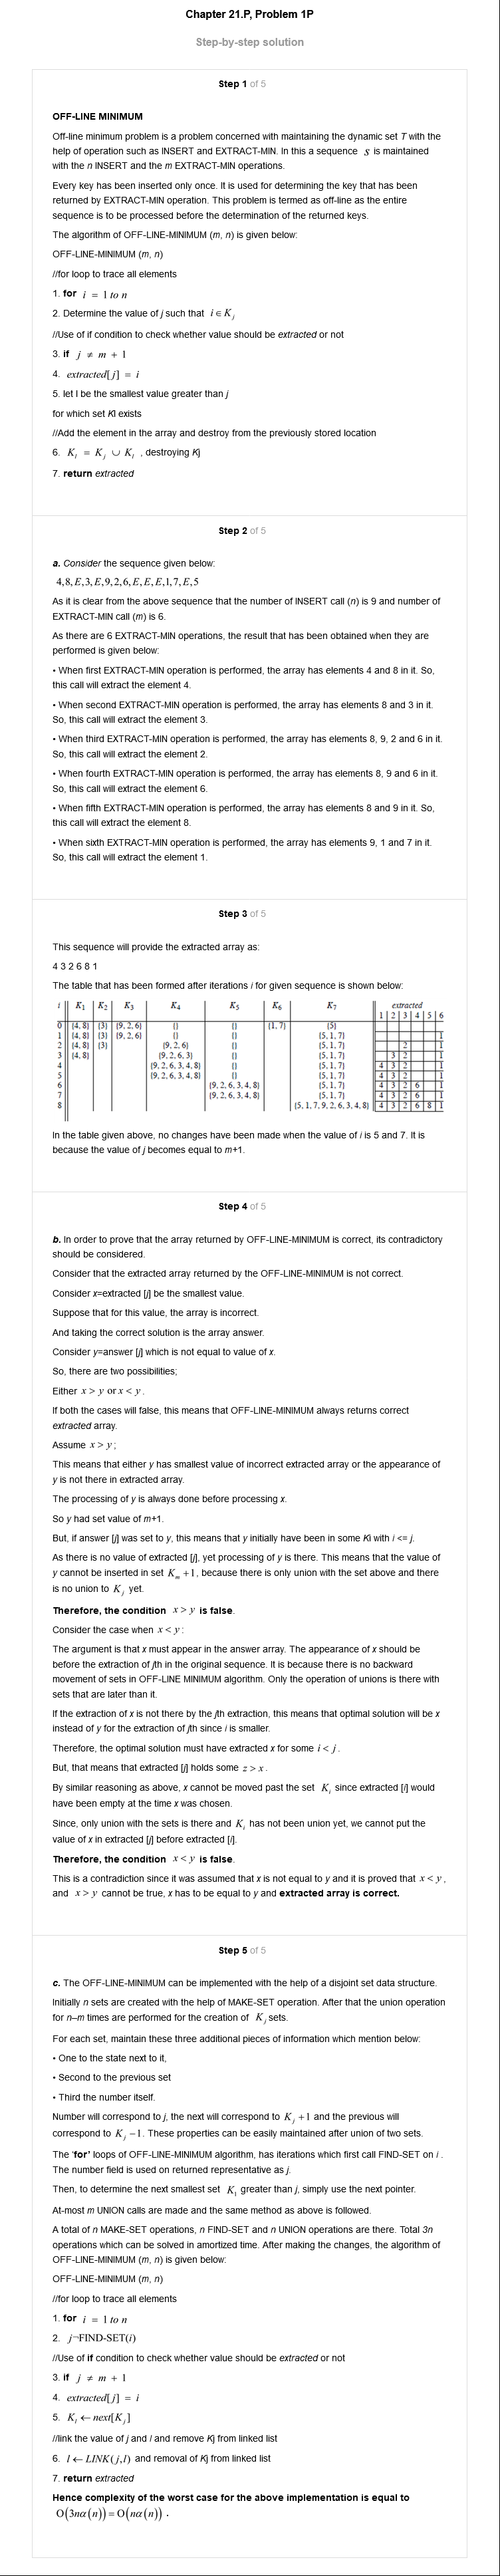 Chapter 21.P, Problem 1P
Step-by-step solution
Step 1 of 5
OFF-LINE MINIMUM
Off-line minimum problem is a problem concerned with maintaining the dynamic set T with the
help of operation such as INSERT and EXTRACT-MIN. In this a sequence s is maintained
with the n INSERT and the m EXTRACT-MIN operations.
Every key has been inserted only once. It is used for determining the key that has been
returned by EXTRACT-MIN operation. This problem is termed as off-line as the entire
sequence is to be processed before the determination of the returned keys.
The algorithm of OFF-LINE-MINIMUM (m, n) is given below:
OFF-LINE-MINIMUM (m, n)
//for loop to trace all elements
1. for i = 1 to n
2. Determine the value of j such that i ∈ K_j
//Use of if condition to check whether value should be extracted or not
3. if j ≠ m + 1
4. extracted[j] = i
5. let l be the smallest value greater than j
for which set Kl exists
//Add the element in the array and destroy from the previously stored location
6. K_l = K_j ∪ K_l , destroying Kj
7. return extracted
Step 2 of 5
a. Consider the sequence given below:
4,8,E,3,E,9,2,6,E,E,E,1,7,E,5
As it is clear from the above sequence that the number of INSERT call (n) is 9 and number of
EXTRACT-MIN call (m) is 6.
As there are 6 EXTRACT-MIN operations, the result that has been obtained when they are
performed is given below:
• When first EXTRACT-MIN operation is performed, the array has elements 4 and 8 in it. So,
this call will extract the element 4.
• When second EXTRACT-MIN operation is performed, the array has elements 8 and 3 in it.
So, this call will extract the element 3.
• When third EXTRACT-MIN operation is performed, the array has elements 8, 9, 2 and 6 in it.
So, this call will extract the element 2.
• When fourth EXTRACT-MIN operation is performed, the array has elements 8, 9 and 6 in it.
So, this call will extract the element 6.
• When fifth EXTRACT-MIN operation is performed, the array has elements 8 and 9 in it. So,
this call will extract the element 8.
• When sixth EXTRACT-MIN operation is performed, the array has elements 9, 1 and 7 in it.
So, this call will extract the element 1.
Step 3 of 5
This sequence will provide the extracted array as:
4 3 2 6 8 1
The table that has been formed after iterations i for given sequence is shown below:
i K1 K2 K3 K4 K5 K6 K7 extracted
1 2 3 4 5 6
0 {4, 8} {3} {9, 2, 6} {} {} {1, 7} {5}
1 {4, 8} {3} {9, 2, 6} {} {} {5, 1, 7} 1
2 {4, 8} {3} {9, 2, 6} {} {5, 1, 7} 2 1
3 {4, 8} {9, 2, 6, 3} {} {5, 1, 7} 3 2 1
4 {9, 2, 6, 3, 4, 8} {} {5, 1, 7} 4 3 2 1
5 {9, 2, 6, 3, 4, 8} {} {5, 1, 7} 4 3 2 1
6 {9, 2, 6, 3, 4, 8} {5, 1, 7} 4 3 2 6 1
7 {9, 2, 6, 3, 4, 8} {5, 1, 7} 4 3 2 6 1
8 {5, 1, 7, 9, 2, 6, 3, 4, 8} 4 3 2 6 8 1
In the table given above, no changes have been made when the value of i is 5 and 7. It is
because the value of j becomes equal to m+1.
Step 4 of 5
b. In order to prove that the array returned by OFF-LINE-MINIMUM is correct, its contradictory
should be considered.
Consider that the extracted array returned by the OFF-LINE-MINIMUM is not correct.
Consider x=extracted [j] be the smallest value.
Suppose that for this value, the array is incorrect.
And taking the correct solution is the array answer.
Consider y=answer [j] which is not equal to value of x.
So, there are two possibilities;
Either x > y or x < y .
If both the cases will false, this means that OFF-LINE-MINIMUM always returns correct
extracted array.
Assume x > y ;
This means that either y has smallest value of incorrect extracted array or the appearance of
y is not there in extracted array.
The processing of y is always done before processing x.
So y had set value of m+1.
But, if answer [j] was set to y, this means that y initially have been in some Ki with i <= j.
As there is no value of extracted [j], yet processing of y is there. This means that the value of
y cannot be inserted in set K_m +1, because there is only union with the set above and there
is no union to K_j yet.
Therefore, the condition x > y is false.
Consider the case when x < y :
The argument is that x must appear in the answer array. The appearance of x should be
before the extraction of jth in the original sequence. It is because there is no backward
movement of sets in OFF-LINE MINIMUM algorithm. Only the operation of unions is there with
sets that are later than it.
If the extraction of x is not there by the jth extraction, this means that optimal solution will be x
instead of y for the extraction of jth since i is smaller.
Therefore, the optimal solution must have extracted x for some i < j .
But, that means that extracted [j] holds some z > x .
By similar reasoning as above, x cannot be moved past the set K_i since extracted [i] would
have been empty at the time x was chosen.
Since, only union with the sets is there and K_i has not been union yet, we cannot put the
value of x in extracted [j] before extracted [i].
Therefore, the condition x < y is false.
This is a contradiction since it was assumed that x is not equal to y and it is proved that x < y ,
and x > y cannot be true, x has to be equal to y and extracted array is correct.
Step 5 of 5
c. The OFF-LINE-MINIMUM can be implemented with the help of a disjoint set data structure.
Initially n sets are created with the help of MAKE-SET operation. After that the union operation
for n–m times are performed for the creation of K_j sets.
For each set, maintain these three additional pieces of information which mention below:
• One to the state next to it,
• Second to the previous set
• Third the number itself.
Number will correspond to j, the next will correspond to K_j +1 and the previous will
correspond to K_j −1. These properties can be easily maintained after union of two sets.
The 'for' loops of OFF-LINE-MINIMUM algorithm, has iterations which first call FIND-SET on i .
The number field is used on returned representative as j.
Then, to determine the next smallest set K_l greater than j, simply use the next pointer.
At-most m UNION calls are made and the same method as above is followed.
A total of n MAKE-SET operations, n FIND-SET and n UNION operations are there. Total 3n
operations which can be solved in amortized time. After making the changes, the algorithm of
OFF-LINE-MINIMUM (m, n) is given below:
OFF-LINE-MINIMUM (m, n)
//for loop to trace all elements
1. for i = 1 to n
2. j¬FIND-SET(i)
//Use of if condition to check whether value should be extracted or not
3. if j ≠ m + 1
4. extracted[j] = i
5. K_l ← next[K_j]
//link the value of j and l and remove Kj from linked list
6. l ← LINK(j,l) and removal of Kj from linked list
7. return extracted
Hence complexity of the worst case for the above implementation is equal to
O(3nα(n)) = O(nα(n)) .